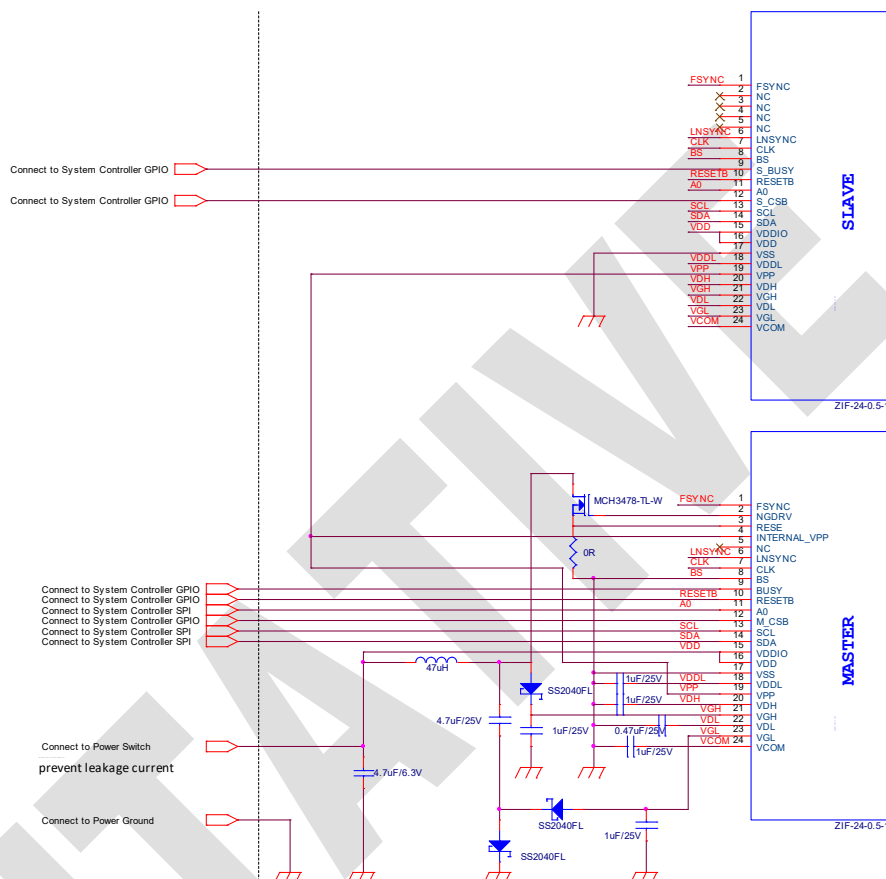 FSYNC
1
FSYNC
2
NC
3
NC
4
NC
5
NC
LNSYNC
6
LNSYNC
CLK
7
CLK
BS
8
BS
Connect to System Controller GPIO
9
S_BUSY
RESETB
10
RESETB
A0
11
A0
Connect to System Controller GPIO
12
S_CSB
SCL
13
SCL
SDA
14
SDA
VDD
15
VDDIO
16
VDD
17
VSS
VDDL
18
VDDL
VPP
19
VPP
VDH
20
VDH
VGH
21
VGH
VDL
22
VDL
VGL
23
VGL
VCOM
24
VCOM
SLAVE
ZIF-24-0.5-
MCH3478-TL-W
FSYNC
1
FSYNC
2
NGDRV
3
RESE
4
INTERNAL_VPP
5
NC
0R
LNSYNC
6
LNSYNC
CLK
7
CLK
BS
8
BS
Connect to System Controller GPIO
9
BUSY
Connect to System Controller GPIO
RESETB
10
RESETB
Connect to System Controller SPI
A0
11
A0
Connect to System Controller GPIO
12
M_CSB
Connect to System Controller SPI
SCL
13
SCL
Connect to System Controller SPI
SDA
14
SDA
VDD
15
VDDIO
16
VDD
47uH
17
VSS
1uF/25V
VDDL
18
VDDL
SS2040FL
VPP
19
VPP
1uF/25V
VDH
20
VDH
VGH
21
VGH
4.7uF/25V
VDL
22
VDL
1uF/25V
0.47uF/25V
VGL
23
VGL
VCOM
24
VCOM
1uF/25V
MASTER
Connect to Power Switch
prevent leakage current
4.7uF/6.3V
Connect to Power Ground
SS2040FL
1uF/25V
SS2040FL
ZIF-24-0.5-
TATIVE